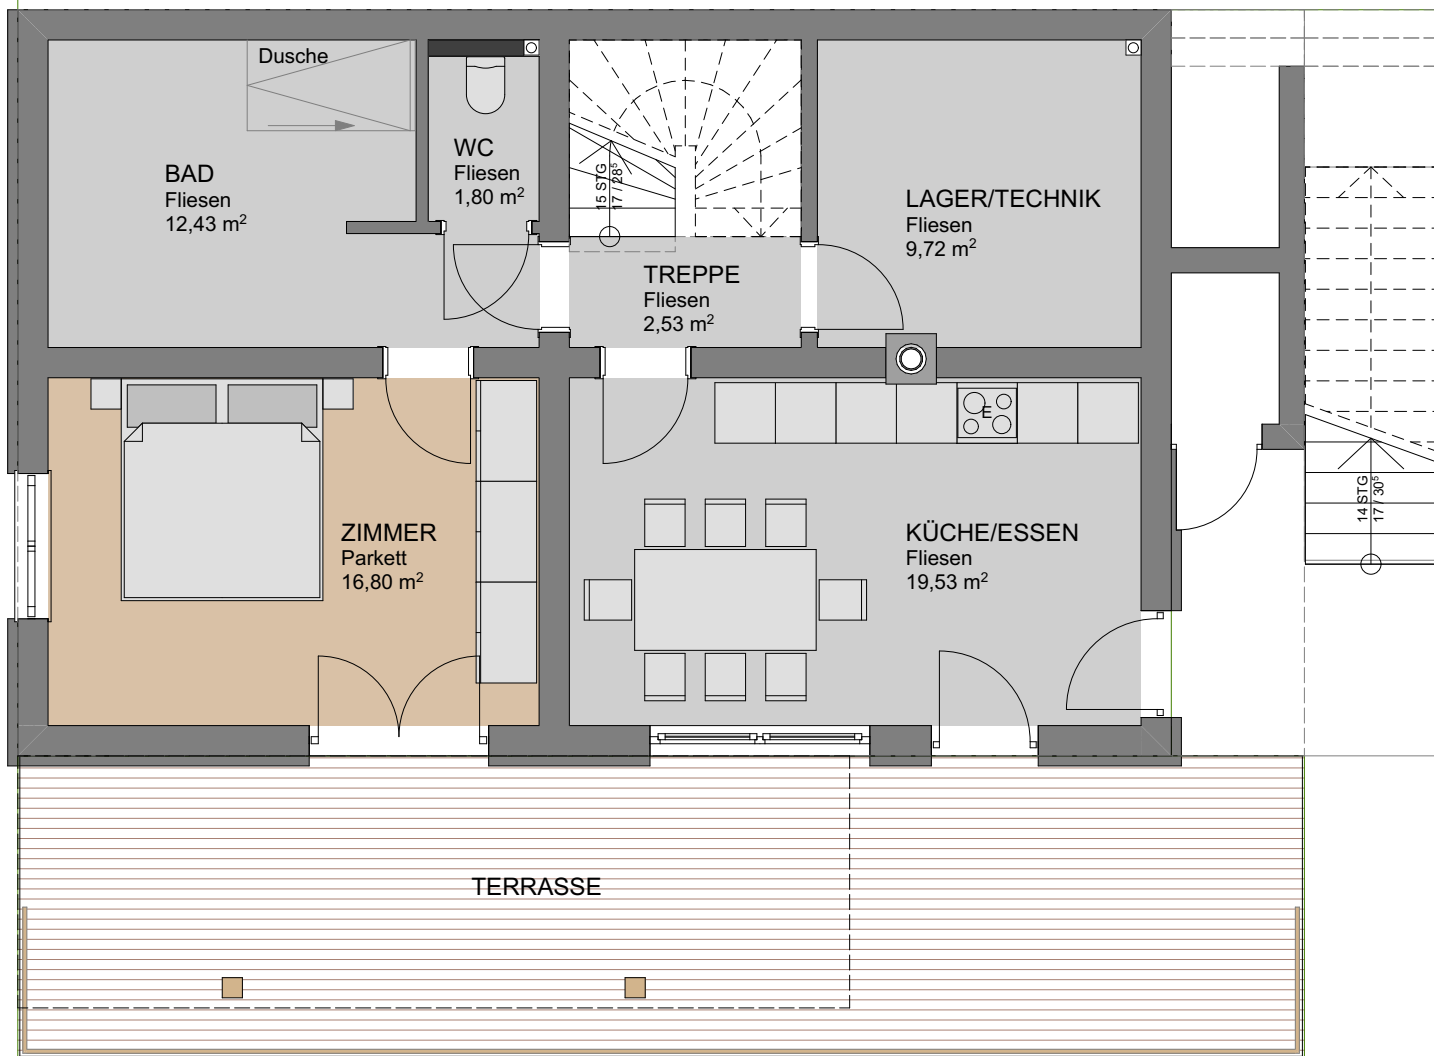 Dusche
BAD
Fliesen
12,43 m²
WC
Fliesen
1,80 m²
15 STG
17 / 28⁵
TREPPE
Fliesen
2,53 m²
LAGER/TECHNIK
Fliesen
9,72 m²
ZIMMER
Parkett
16,80 m²
E
KÜCHE/ESSEN
Fliesen
19,53 m²
14 STG
17 / 30⁵
TERRASSE